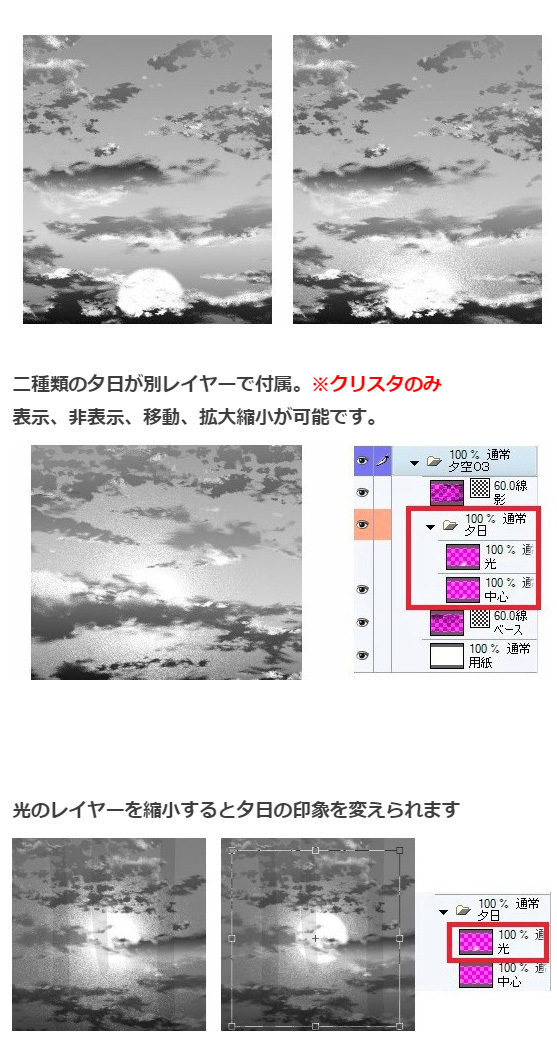 二種類の夕日が別レイヤーで付属。※クリスタのみ
表示、非表示、移動、拡大縮小が可能です。
100 % 通常
夕空03
60.0線
影
100 % 通常
夕日
100 % 通
光
100 % 通
中心
60.0線
ベース
100 % 通常
用紙
光のレイヤーを縮小すると夕日の印象を変えられます
100 % 通常
夕日
100 % 通
光
100 % 通
中心